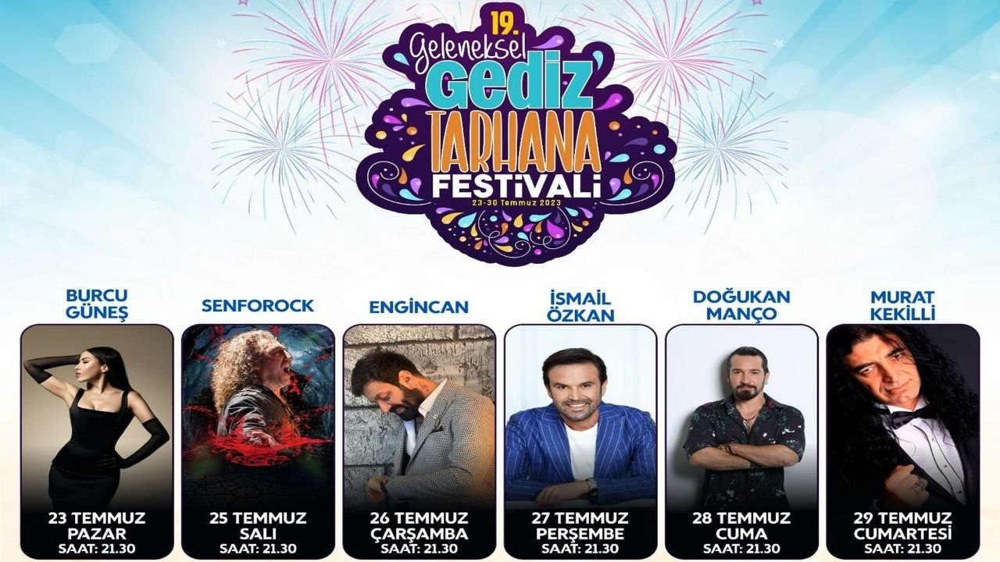 19.
Geleneksel
Gediz
TARHANA
FESTiVALi
23-30 Temmuz 2023
BURCU
GÜNEŞ
23 TEMMUZ
PAZAR
SAAT: 21.30
SENFOROCK
25 TEMMUZ
SALI
SAAT: 21.30
ENGİNCAN
26 TEMMUZ
ÇARŞAMBA
SAAT: 21.30
İSMAİL
ÖZKAN
27 TEMMUZ
PERŞEMBE
SAAT: 21.30
DOĞUKAN
MANÇO
28 TEMMUZ
CUMA
SAAT: 21.30
MURAT
KEKİLLİ
29 TEMMUZ
CUMARTESİ
SAAT: 21.30